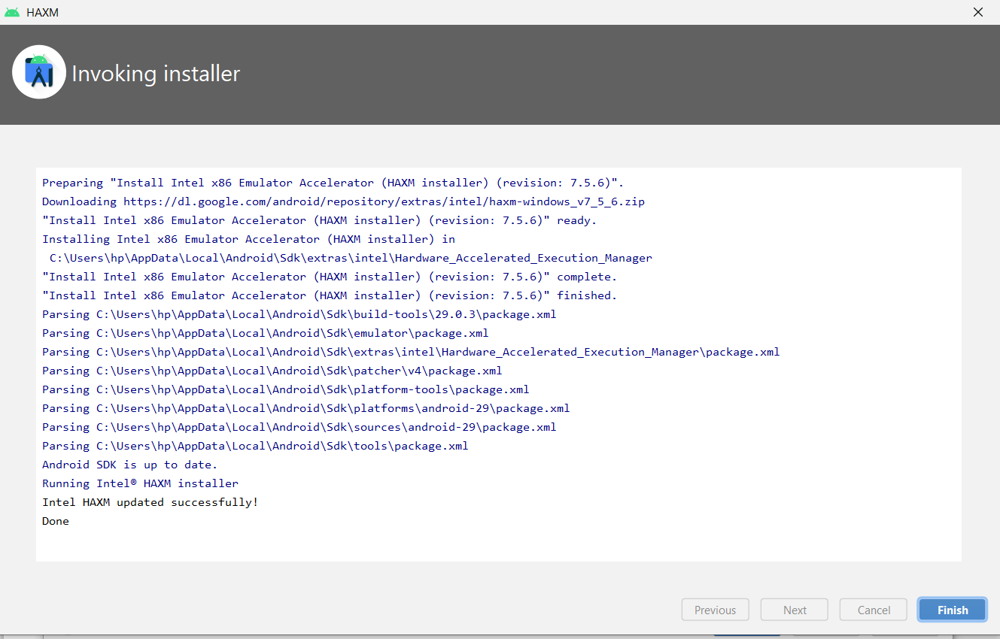 HAXM
Invoking installer
Preparing "Install Intel x86 Emulator Accelerator (HAXM installer) (revision: 7.5.6)".
Downloading https://dl.google.com/android/repository/extras/intel/haxm-windows_v7_5_6.zip
"Install Intel x86 Emulator Accelerator (HAXM installer) (revision: 7.5.6)" ready.
Installing Intel x86 Emulator Accelerator (HAXM installer) in
C:\Users\hp\AppData\Local\Android\Sdk\extras\intel\Hardware_Accelerated_Execution_Manager
"Install Intel x86 Emulator Accelerator (HAXM installer) (revision: 7.5.6)" complete.
"Install Intel x86 Emulator Accelerator (HAXM installer) (revision: 7.5.6)" finished.
Parsing C:\Users\hp\AppData\Local\Android\Sdk\build-tools\29.0.3\package.xml
Parsing C:\Users\hp\AppData\Local\Android\Sdk\emulator\package.xml
Parsing C:\Users\hp\AppData\Local\Android\Sdk\extras\intel\Hardware_Accelerated_Execution_Manager\package.xml
Parsing C:\Users\hp\AppData\Local\Android\Sdk\patcher\v4\package.xml
Parsing C:\Users\hp\AppData\Local\Android\Sdk\platform-tools\package.xml
Parsing C:\Users\hp\AppData\Local\Android\Sdk\platforms\android-29\package.xml
Parsing C:\Users\hp\AppData\Local\Android\Sdk\sources\android-29\package.xml
Parsing C:\Users\hp\AppData\Local\Android\Sdk\tools\package.xml
Android SDK is up to date.
Running Intel® HAXM installer
Intel HAXM updated successfully!
Done
Previous Next Cancel Finish